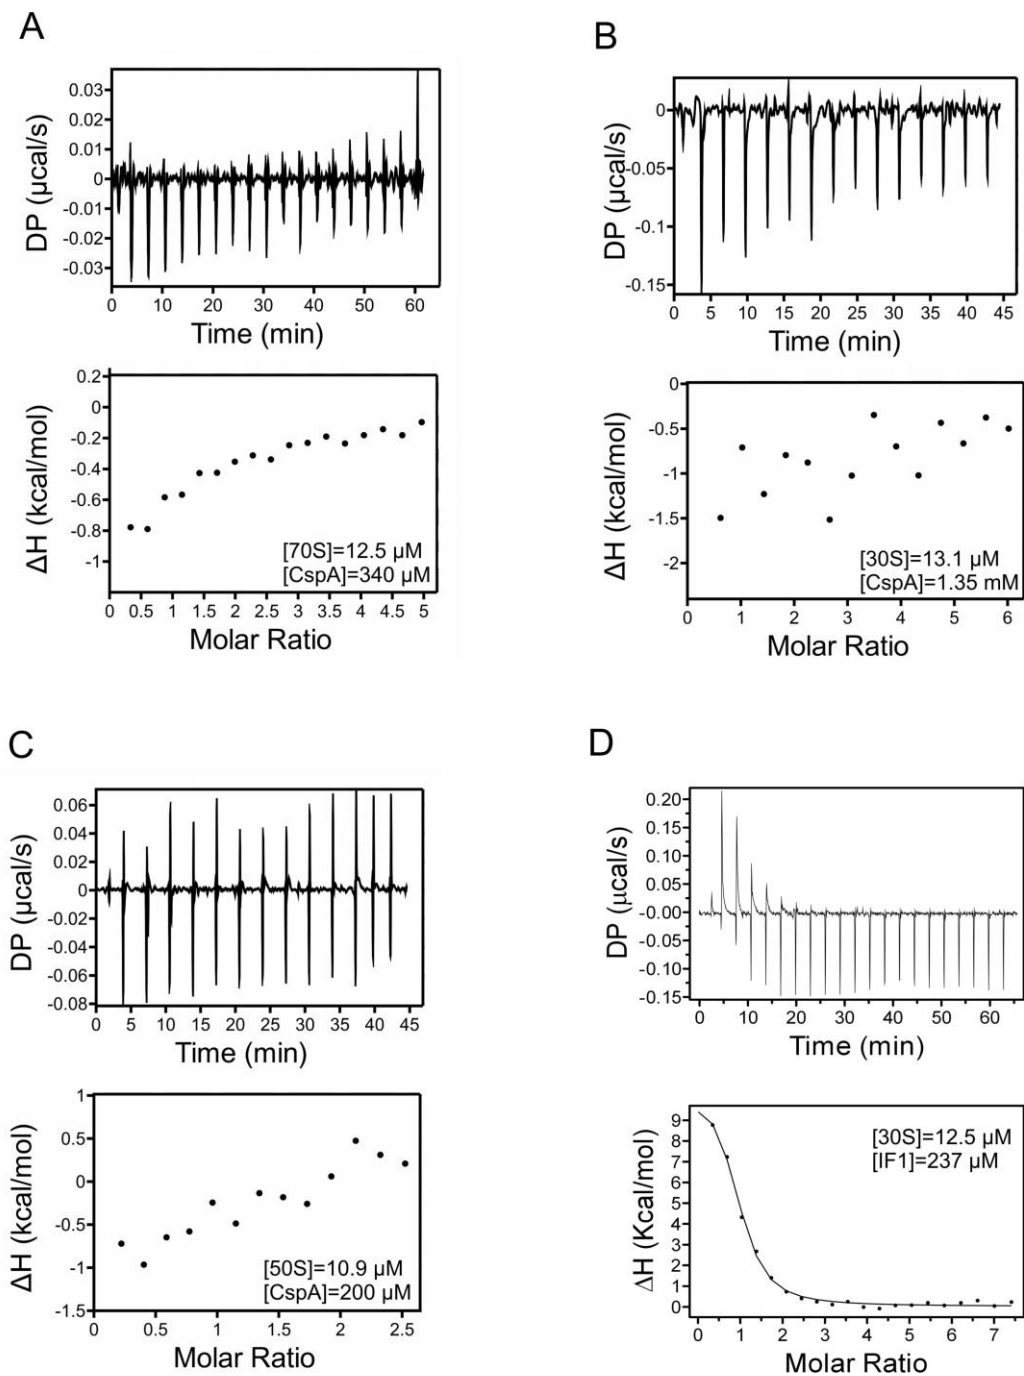 A
0.03
0.02
0.01
0
-0.01
-0.02
-0.03
DP (µcal/s)
0 10 20 30 40 50 60
Time (min)
0.2
0
-0.2
-0.4
-0.6
-0.8
-1
ΔH (kcal/mol)
[70S]=12.5 µM
[CspA]=340 µM
0 0.5 1 1.5 2 2.5 3 3.5 4 4.5 5
Molar Ratio
B
0
-0.05
-0.1
-0.15
DP (µcal/s)
0 5 10 15 20 25 30 35 40 45
Time (min)
0
-0.5
-1
-1.5
-2
ΔH (kcal/mol)
[30S]=13.1 µM
[CspA]=1.35 mM
0 1 2 3 4 5 6
Molar Ratio
C
0.06
0.04
0.02
0
-0.02
-0.04
-0.06
-0.08
DP (µcal/s)
0 5 10 15 20 25 30 35 40 45
Time (min)
1
0.5
0
-0.5
-1
-1.5
ΔH (kcal/mol)
[50S]=10.9 µM
[CspA]=200 µM
0 0.5 1 1.5 2 2.5
Molar Ratio
D
0.20
0.15
0.10
0.05
-0.00
-0.05
-0.10
-0.15
DP (µcal/s)
0 10 20 30 40 50 60
Time (min)
9
8
7
6
5
4
3
2
1
0
ΔH (Kcal/mol)
[30S]=12.5 µM
[IF1]=237 µM
0 1 2 3 4 5 6 7
Molar Ratio